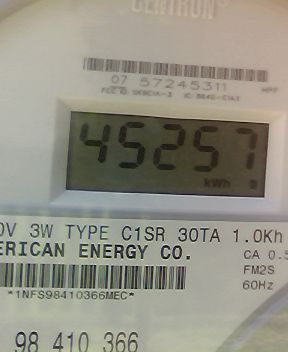 CENTRON®
07 57245311
45257
kWh
0V 3W TYPE C1SR 30TA 1.0Kh
ERICAN ENERGY CO.
CA 0.5
FM2S
60Hz
*1NFS98410366MEC*
98 410 366